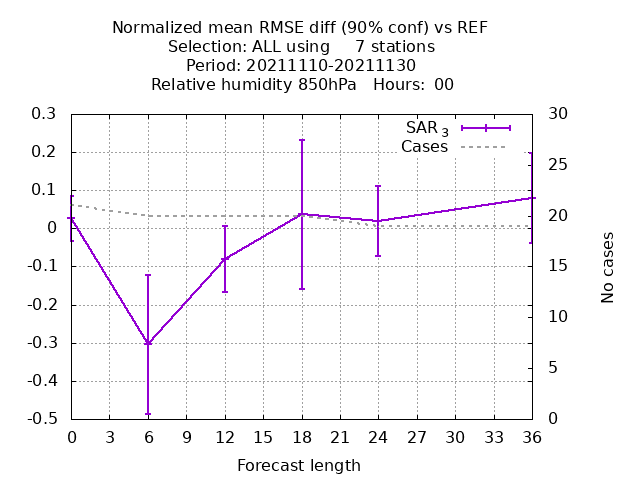 Normalized mean RMSE diff (90% conf) vs REF
Selection: ALL using 7 stations
Period: 20211110-20211130
Relative humidity 850hPa Hours: 00
0.3
0.2
0.1
0
-0.1
-0.2
-0.3
-0.4
-0.5
SAR 3
Cases
30
25
20
15
10
5
0
No cases
0 3 6 9 12 15 18 21 24 27 30 33 36
Forecast length